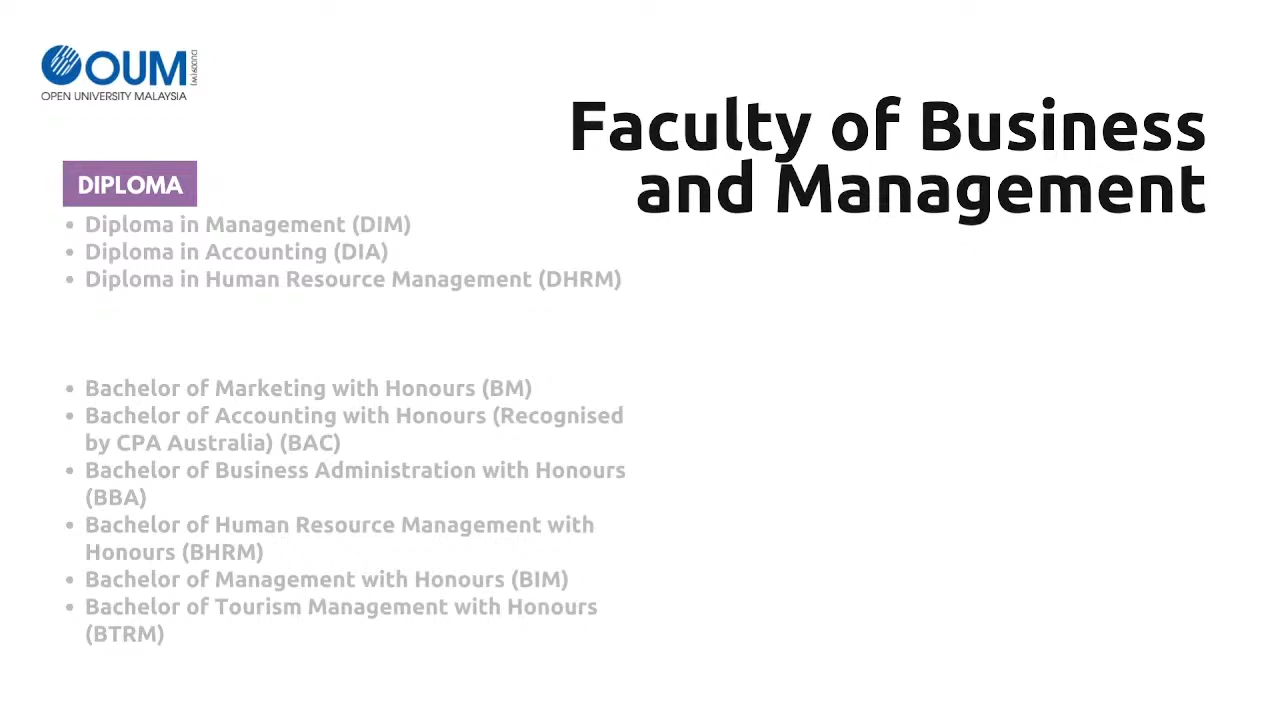 OUM
DU009(W)
OPEN UNIVERSITY MALAYSIA
Faculty of Business
and Management
DIPLOMA
• Diploma in Management (DIM)
• Diploma in Accounting (DIA)
• Diploma in Human Resource Management (DHRM)
• Bachelor of Marketing with Honours (BM)
• Bachelor of Accounting with Honours (Recognised
by CPA Australia) (BAC)
• Bachelor of Business Administration with Honours
(BBA)
• Bachelor of Human Resource Management with
Honours (BHRM)
• Bachelor of Management with Honours (BIM)
• Bachelor of Tourism Management with Honours
(BTRM)